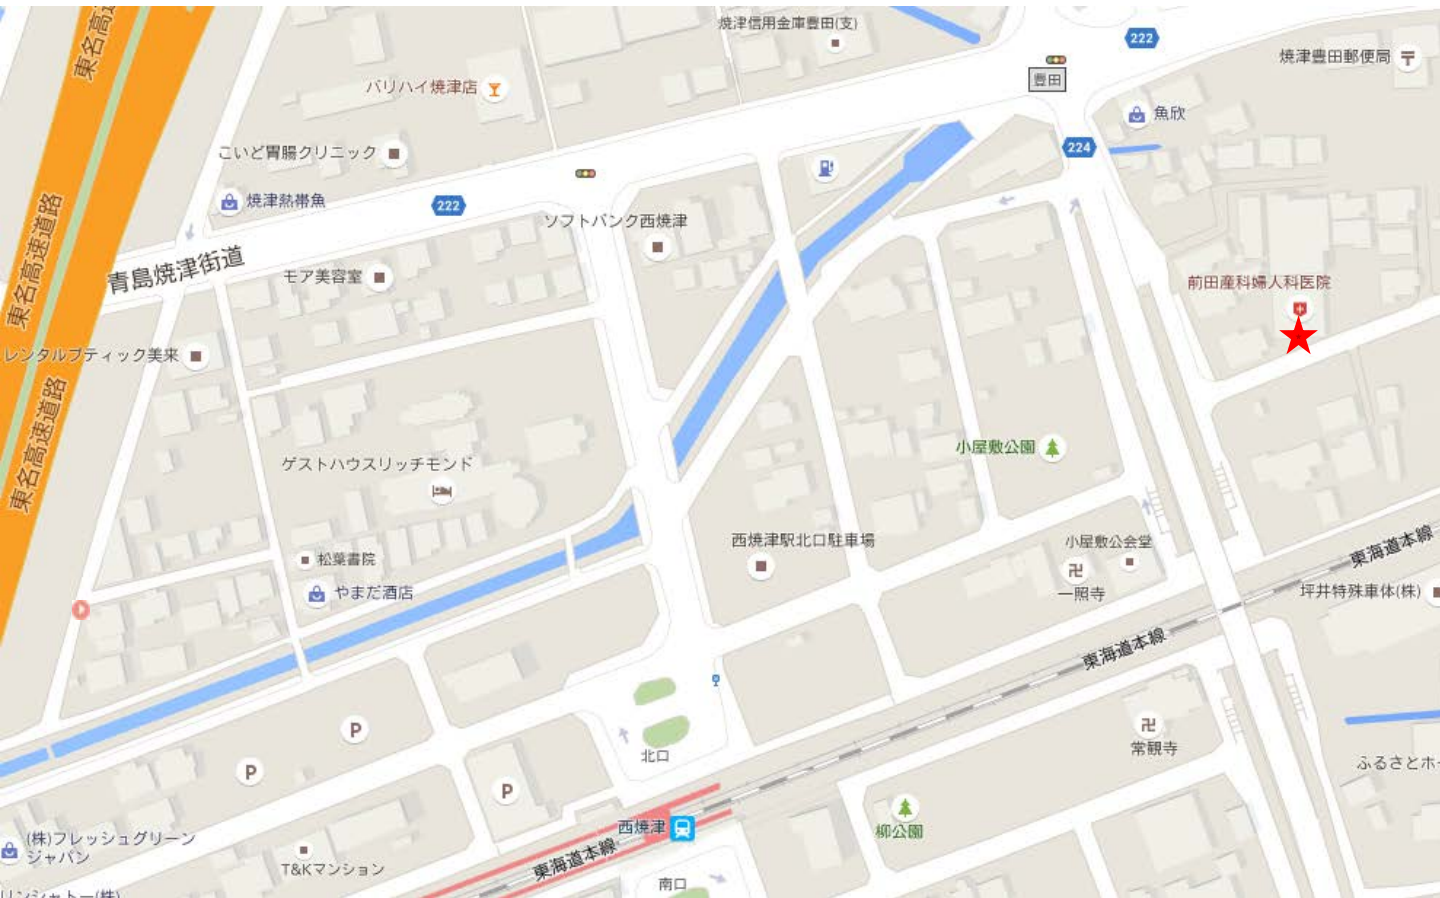 東名高速道路
焼津信用金庫豊田(支)
222
焼津豊田郵便局
豊田
バリハイ焼津店
魚欣
こいど胃腸クリニック
224
焼津熱帯魚
222
東名高速道路
ソフトバンク西焼津
青島焼津街道
モア美容室
前田産科婦人科医院
レンタルブティック美来
東名高速道路
小屋敷公園
ゲストハウスリッチモンド
西焼津駅北口駐車場
小屋敷公会堂
東海道本線
松葉書院
やまだ酒店
一照寺
坪井特殊車体(株)
東海道本線
P
常観寺
北口
ふるさとホ
P
P
西焼津
柳公園
(株)フレッシュグリーン
ジャパン
東海道本線
T&Kマンション
南口
リンシャトー(株)